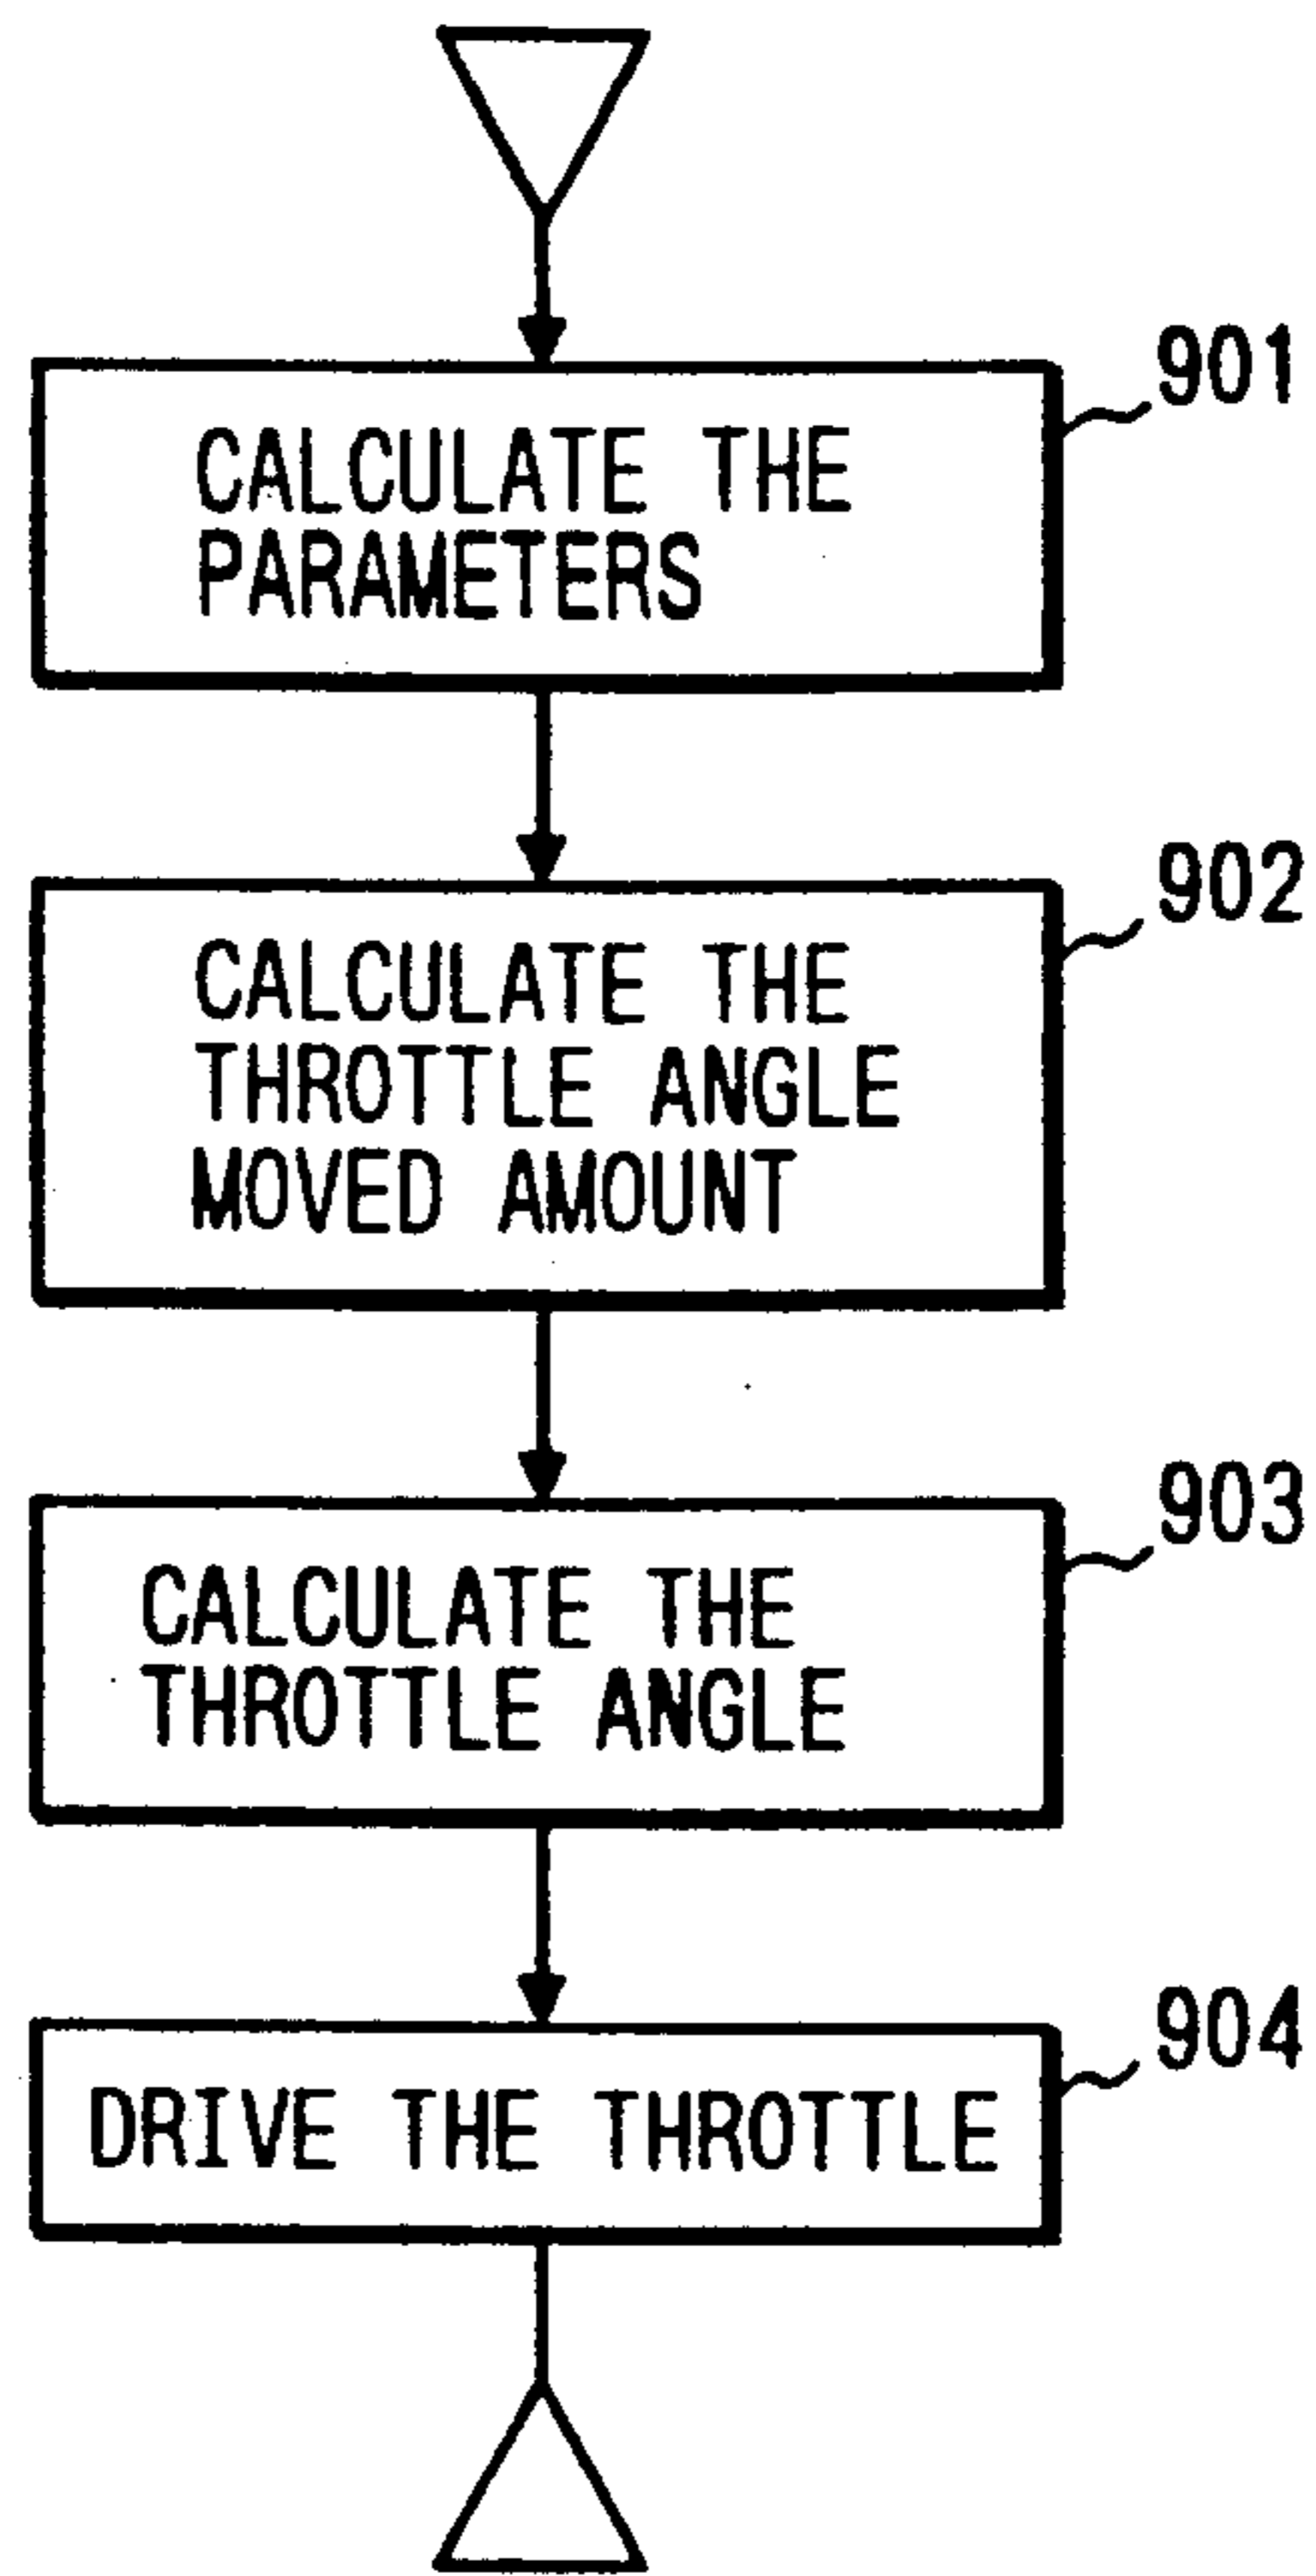 901
CALCULATE THE
PARAMETERS
902
CALCULATE THE
THROTTLE ANGLE
MOVED AMOUNT
903
CALCULATE THE
THROTTLE ANGLE
904
DRIVE THE THROTTLE